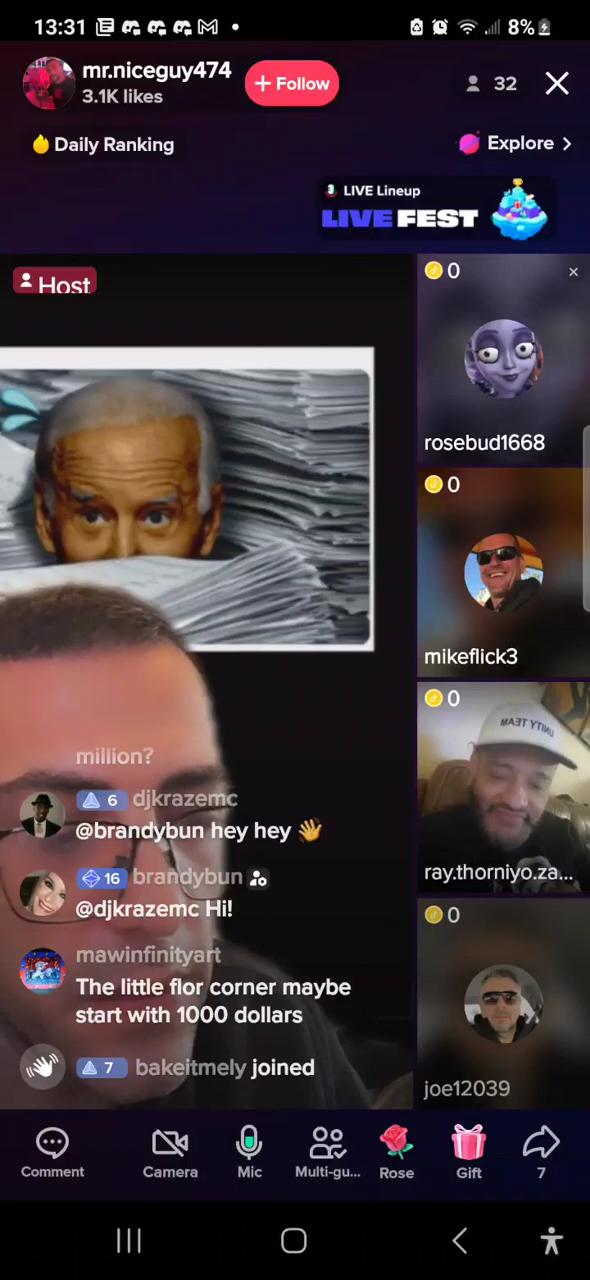 13:31
8%
mr.niceguy474
3.1K likes
+ Follow
32
Daily Ranking
Explore >
LIVE Lineup
LIVE FEST
Host
0
rosebud1668
0
mikeflick3
0
UNITY TEAM
ray.thorniyo.za...
0
joe12039
million?
6 djkrazemc
@brandybun hey hey 👋
16 brandybun
@djkrazemc Hi!
mawinfinityart
The little flor corner maybe
start with 1000 dollars
7 bakeitmely joined
Comment
Camera
Mic
Multi-gu...
Rose
Gift
7